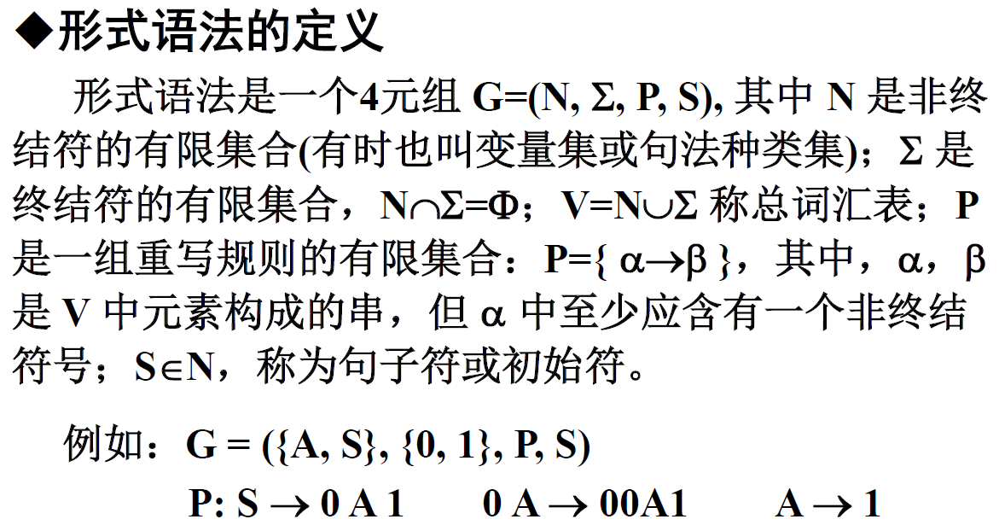 ◆形式语法的定义
形式语法是一个4元组 G=(N, Σ, P, S), 其中 N 是非终
结符的有限集合(有时也叫变量集或句法种类集)；Σ 是
终结符的有限集合，N∩Σ=Φ；V=N∪Σ 称总词汇表；P
是一组重写规则的有限集合：P={ α→β }，其中，α，β
是 V 中元素构成的串，但 α 中至少应含有一个非终结
符号；S∈N，称为句子符或初始符。
例如：G = ({A, S}, {0, 1}, P, S)
P: S → 0 A 1 0 A → 00A1 A → 1